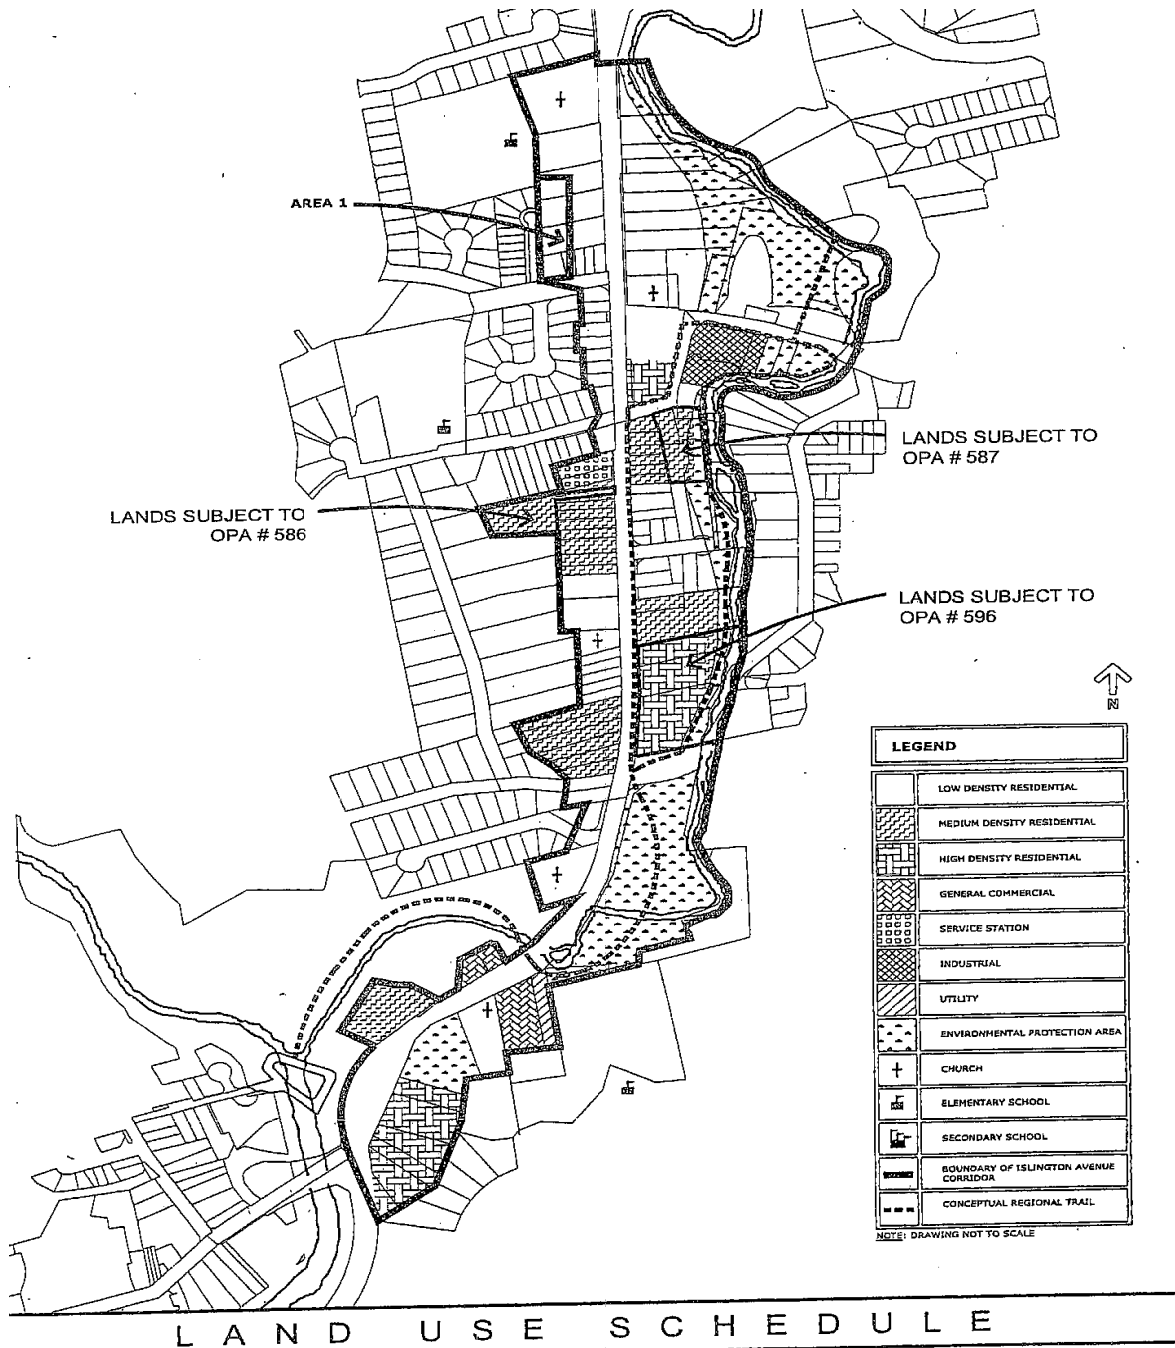 AREA 1
LANDS SUBJECT TO
OPA # 587
LANDS SUBJECT TO
OPA # 586
LANDS SUBJECT TO
OPA # 596
N
LEGEND
LOW DENSITY RESIDENTIAL
MEDIUM DENSITY RESIDENTIAL
HIGH DENSITY RESIDENTIAL
GENERAL COMMERCIAL
SERVICE STATION
INDUSTRIAL
UTILITY
ENVIRONMENTAL PROTECTION AREA
CHURCH
ELEMENTARY SCHOOL
SECONDARY SCHOOL
BOUNDARY OF ISLINGTON AVENUE
CORRIDOR
CONCEPTUAL REGIONAL TRAIL
NOTE: DRAWING NOT TO SCALE
LAND USE SCHEDULE